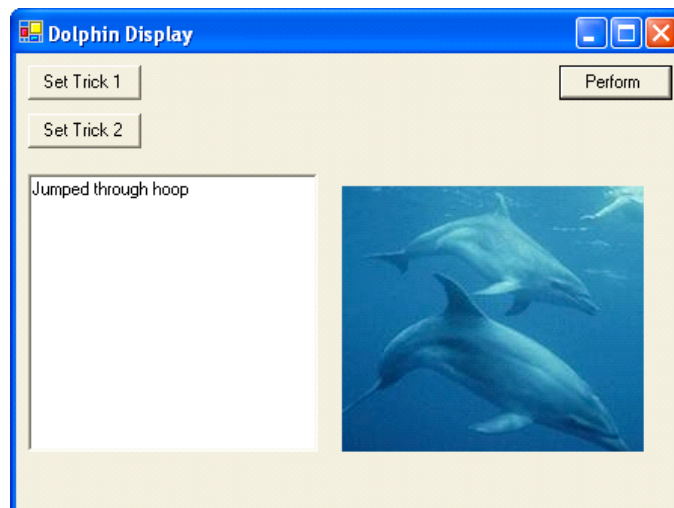 Dolphin Display
Set Trick 1
Perform
Set Trick 2
Jumped through hoop